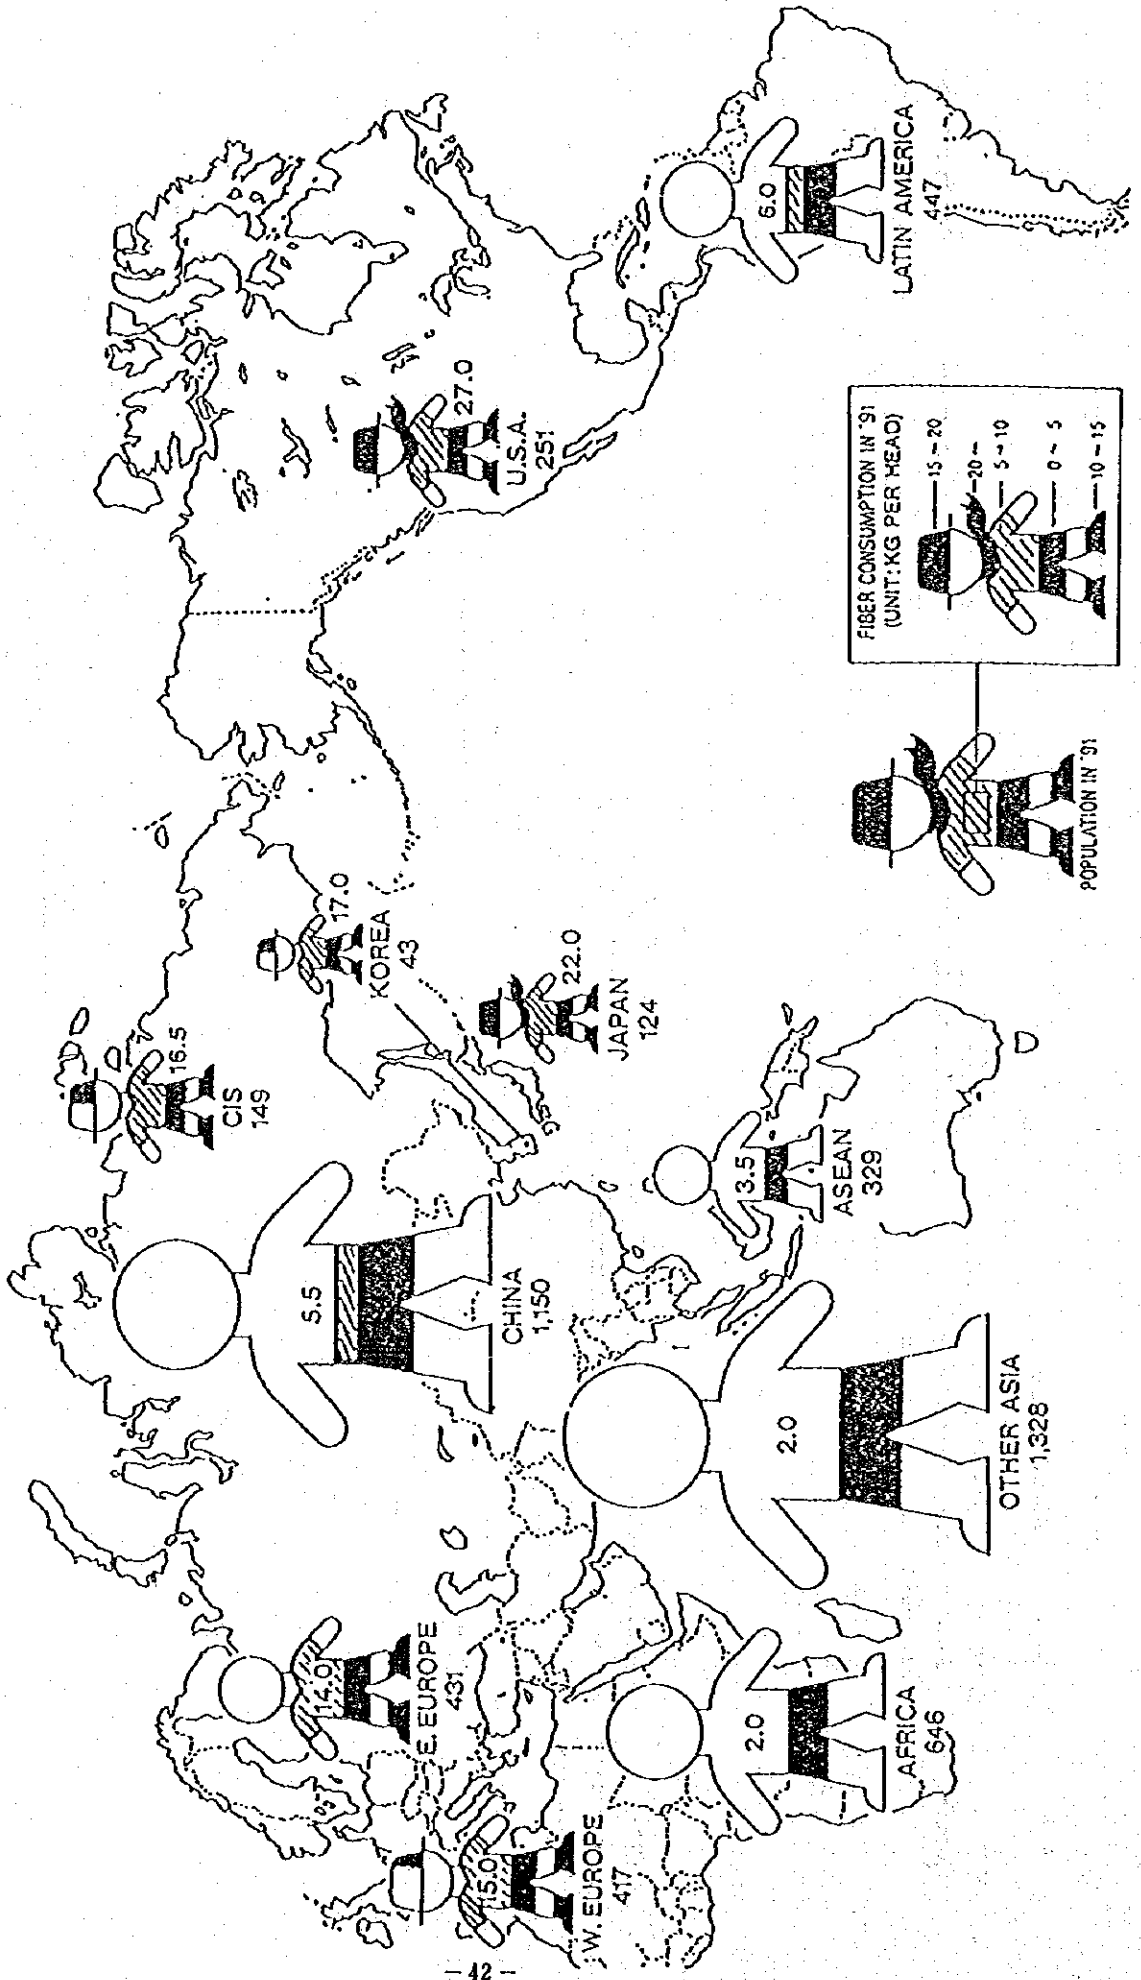 W. EUROPE
417
15.0
E. EUROPE
431
14.0
AFRICA
646
2.0
CHINA
1,150
5.5
OTHER ASIA
1,328
2.0
CIS
149
16.5
KOREA
43
17.0
JAPAN
124
22.0
ASEAN
329
3.5
U.S.A.
251
27.0
LATIN AMERICA
447
6.0
POPULATION IN '91
FIBER CONSUMPTION IN '91
(UNIT:KG PER HEAD)
15~20
20~
5~10
0~5
10~15
— 42 —